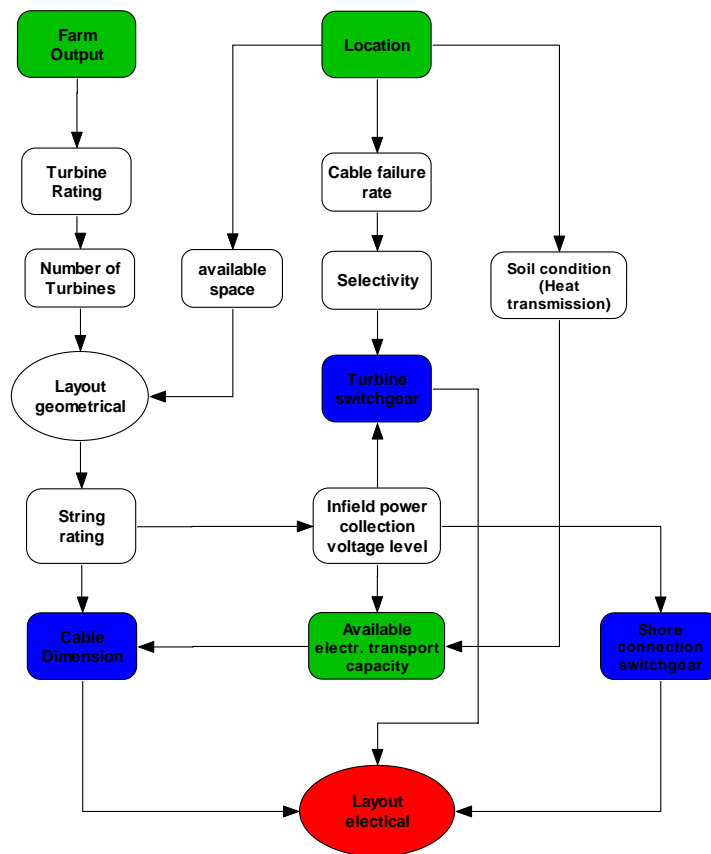 Farm
Output
Location
Turbine
Rating
Cable failure
rate
Number of
Turbines
available
space
Selectivity
Soil condition
(Heat
transmission)
Layout
geometrical
Turbine
switchgear
String
rating
Infield power
collection
voltage level
Cable
Dimension
Available
electr. transport
capacity
Shore
connection
switchgear
Layout
electical